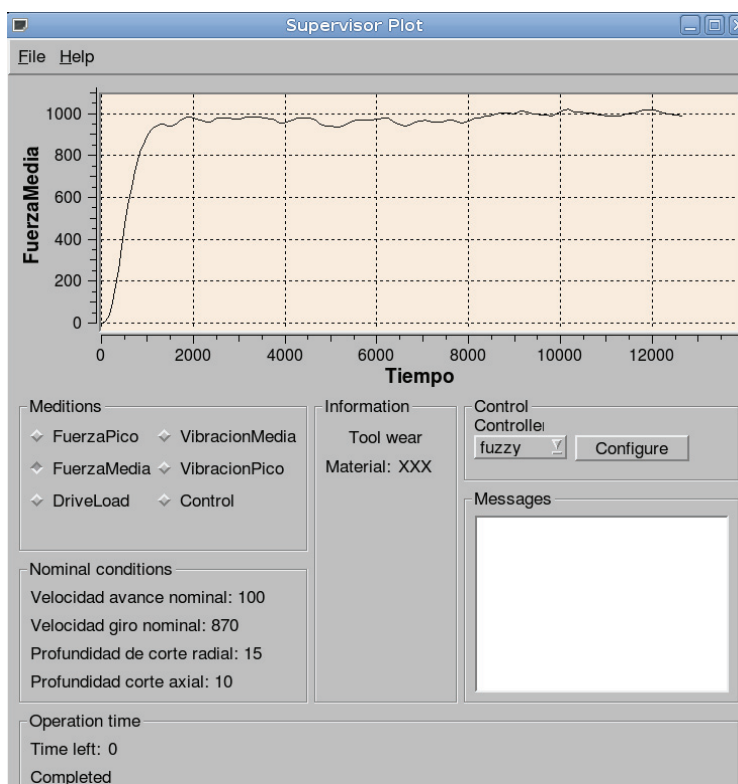 Supervisor Plot
File Help
FuerzaMedia
1000
800
600
400
200
0
0 2000 4000 6000 8000 10000 12000
Tiempo
Meditions
FuerzaPico VibracionMedia
FuerzaMedia VibracionPico
DriveLoad Control
Nominal conditions
Velocidad avance nominal: 100
Velocidad giro nominal: 870
Profundidad de corte radial: 15
Profundidad corte axial: 10
Information
Tool wear
Material: XXX
Control
Controller
fuzzy Configure
Messages
Operation time
Time left: 0
Completed